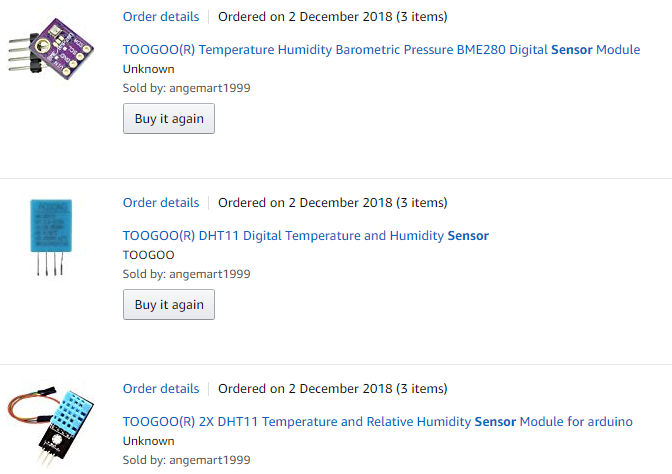 Order details Ordered on 2 December 2018 (3 items)
TOOGOO(R) Temperature Humidity Barometric Pressure BME280 Digital Sensor Module
Unknown
Sold by: angemart1999
Buy it again
Order details Ordered on 2 December 2018 (3 items)
TOOGOO(R) DHT11 Digital Temperature and Humidity Sensor
TOOGOO
Sold by: angemart1999
Buy it again
Order details Ordered on 2 December 2018 (3 items)
TOOGOO(R) 2X DHT11 Temperature and Relative Humidity Sensor Module for arduino
Unknown
Sold by: angemart1999